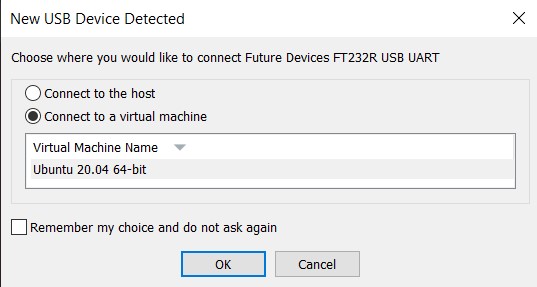 New USB Device Detected
Choose where you would like to connect Future Devices FT232R USB UART
Connect to the host
Connect to a virtual machine
Virtual Machine Name
Ubuntu 20.04 64-bit
Remember my choice and do not ask again
OK Cancel